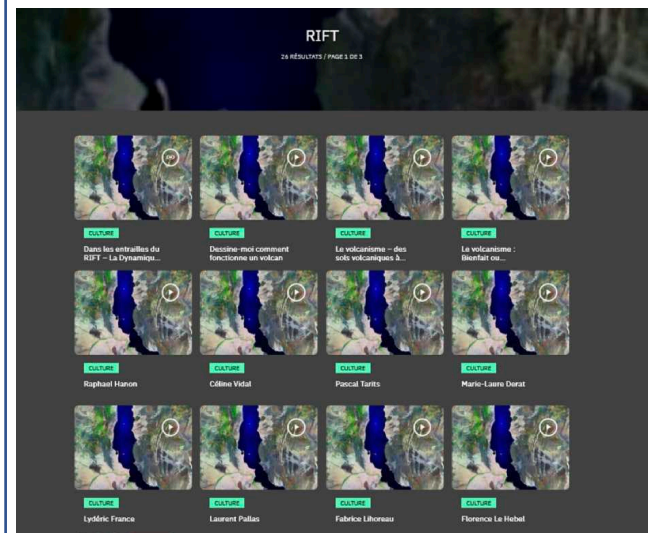 RIFT
26 RÉSULTATS / PAGE 1 DE 3
CULTURE
CULTURE
CULTURE
CULTURE
Dans les entrailles du
RIFT – La Dynamiqu...
Dessine-moi comment
fonctionne un volcan
Le volcanisme – des
sols volcaniques à...
Le volcanisme :
Bienfait ou...
CULTURE
CULTURE
CULTURE
CULTURE
Raphael Hanon
Céline Vidal
Pascal Tarits
Marie-Laure Derat
CULTURE
CULTURE
CULTURE
CULTURE
Lydéric France
Laurent Pallas
Fabrice Lihoreau
Florence Le Hebel